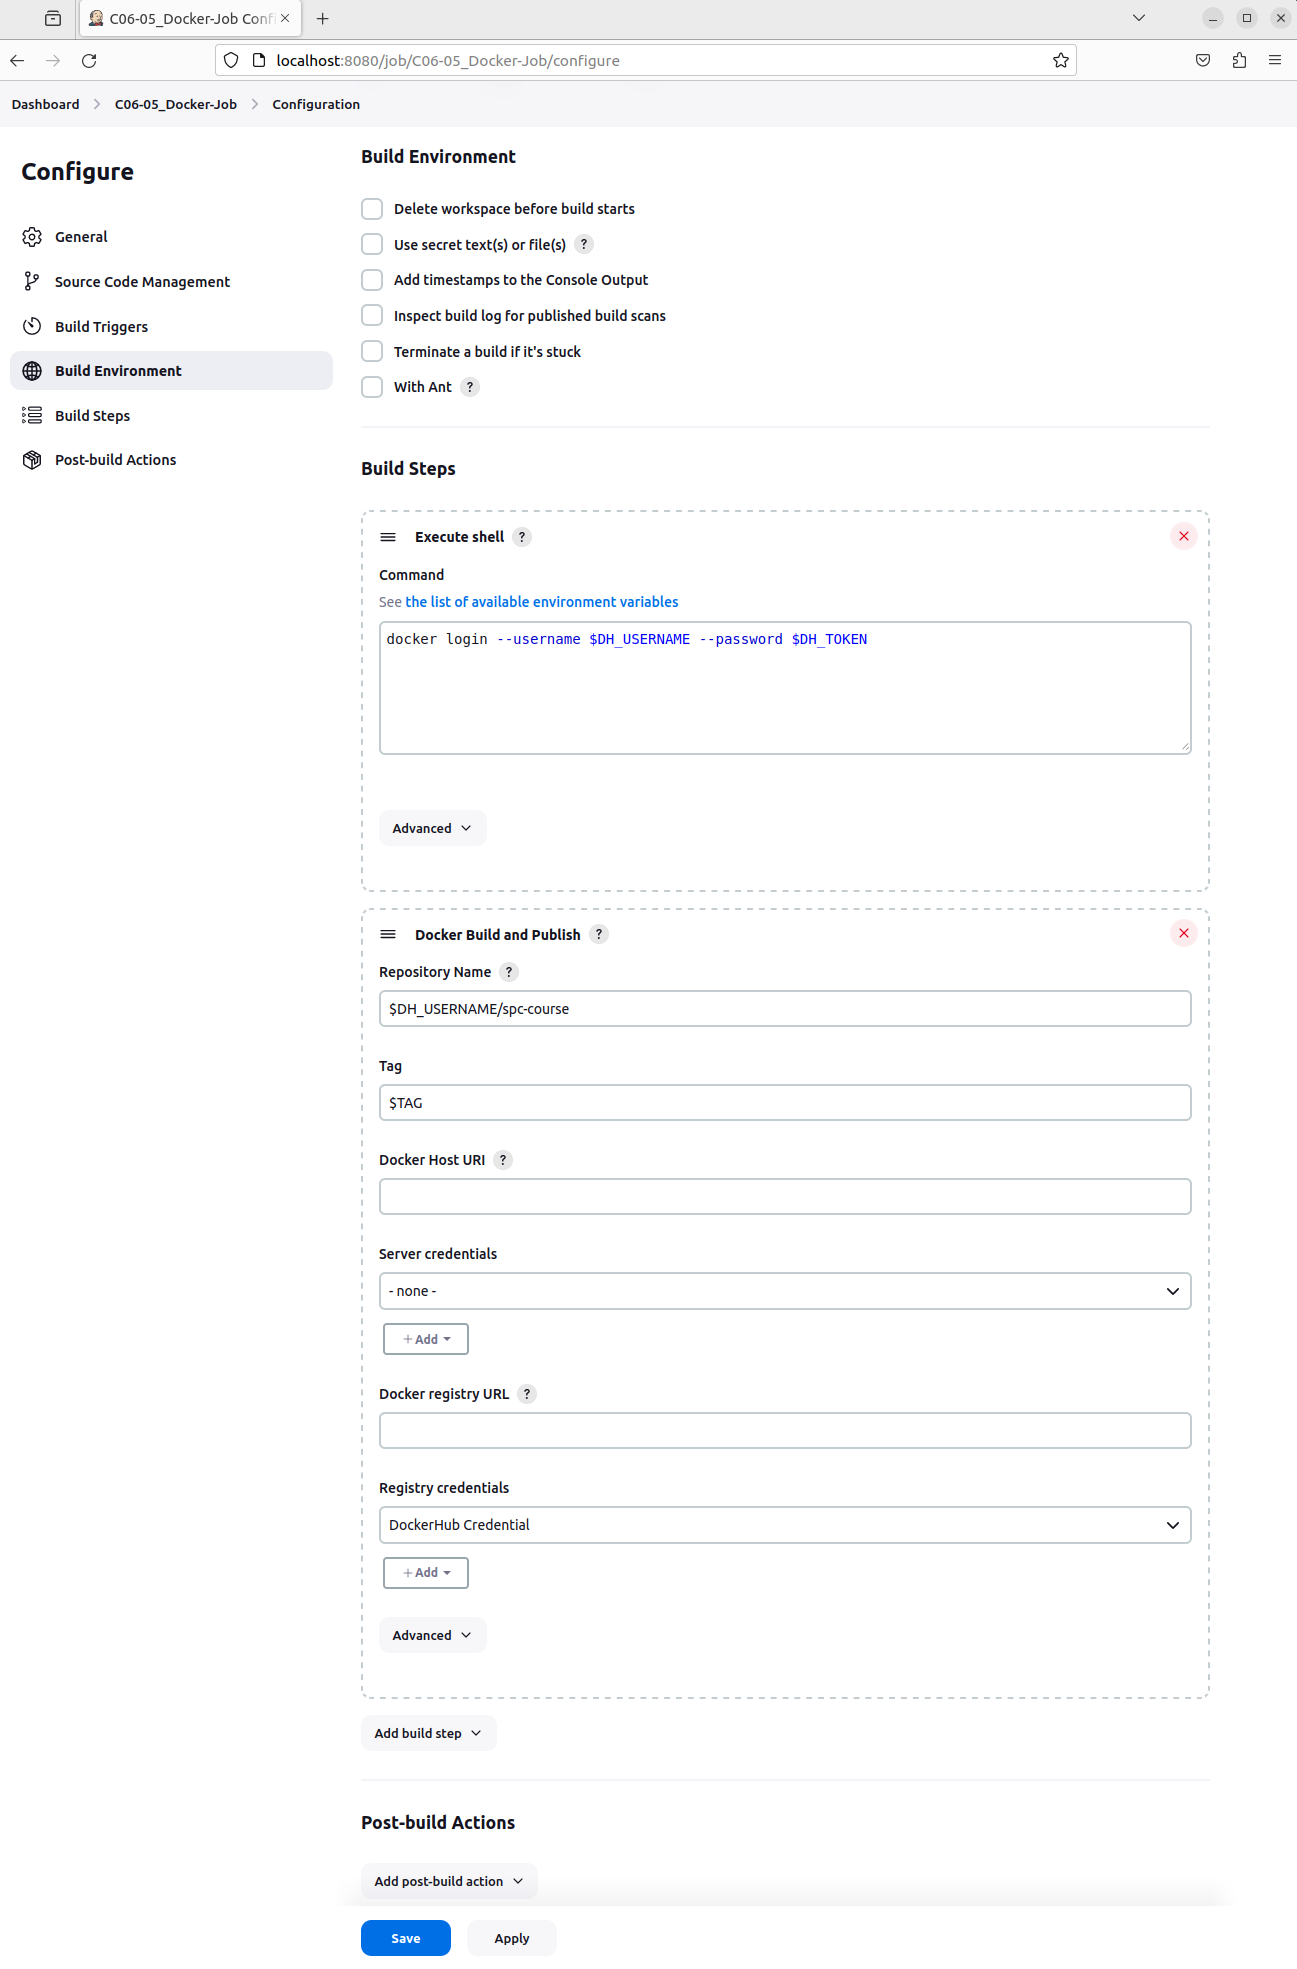 C06-05_Docker-Job Conf
localhost:8080/job/C06-05_Docker-Job/configure
Dashboard > C06-05_Docker-Job > Configuration
Configure
General
Source Code Management
Build Triggers
Build Environment
Build Steps
Post-build Actions
Build Environment
Delete workspace before build starts
Use secret text(s) or file(s) ?
Add timestamps to the Console Output
Inspect build log for published build scans
Terminate a build if it's stuck
With Ant ?
Build Steps
Execute shell ?
Command
See the list of available environment variables
docker login --username $DH_USERNAME --password $DH_TOKEN
Advanced
Docker Build and Publish ?
Repository Name ?
$DH_USERNAME/spc-course
Tag
$TAG
Docker Host URI ?
Server credentials
- none -
+ Add
Docker registry URL ?
Registry credentials
DockerHub Credential
+ Add
Advanced
Add build step
Post-build Actions
Add post-build action
Save Apply